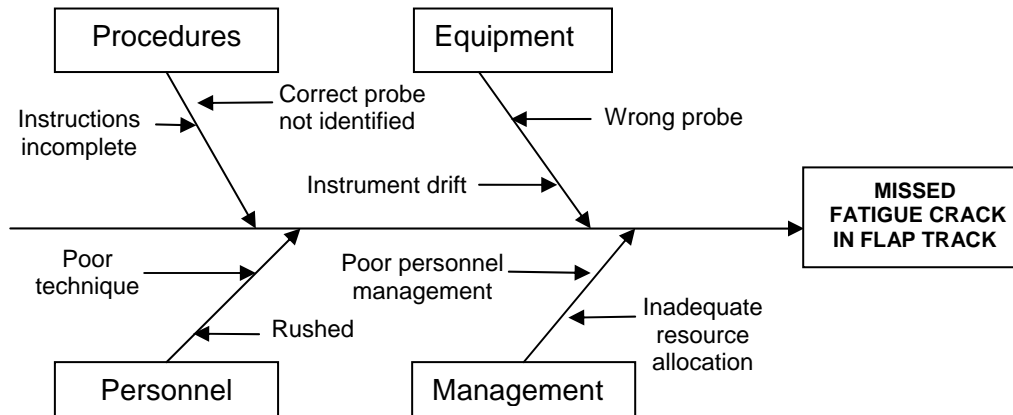 Procedures
Equipment
Correct probe
not identified
Instructions
incomplete
Wrong probe
Instrument drift
MISSED
FATIGUE CRACK
IN FLAP TRACK
Poor
technique
Poor personnel
management
Rushed
Inadequate
resource
allocation
Personnel
Management